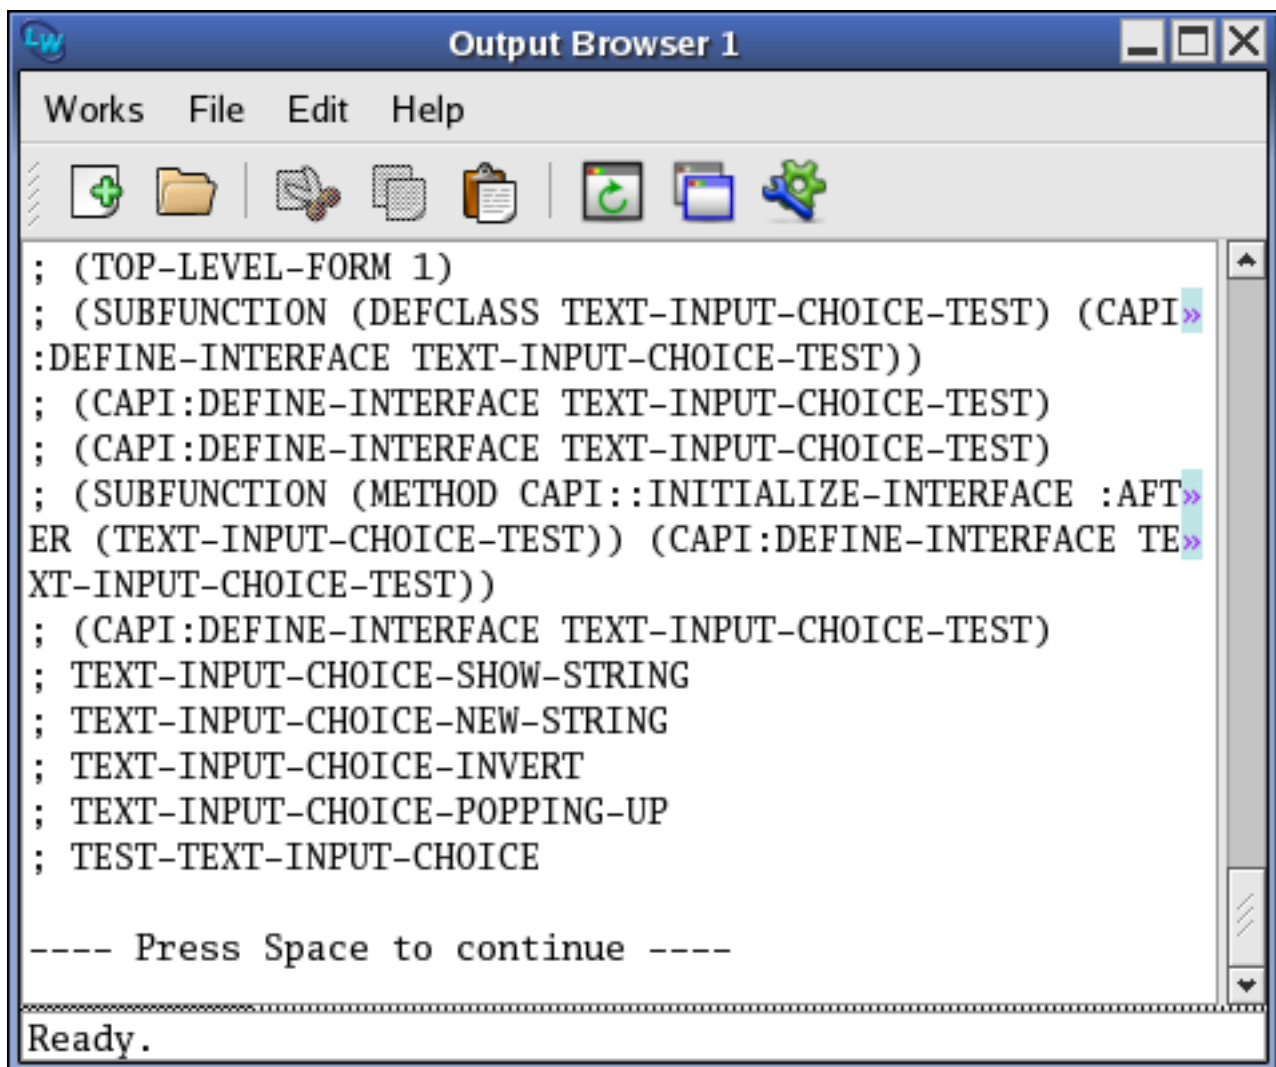 LW
Output Browser 1
Works File Edit Help
; (TOP-LEVEL-FORM 1)
; (SUBFUNCTION (DEFCLASS TEXT-INPUT-CHOICE-TEST) (CAPI»
:DEFINE-INTERFACE TEXT-INPUT-CHOICE-TEST))
; (CAPI:DEFINE-INTERFACE TEXT-INPUT-CHOICE-TEST)
; (CAPI:DEFINE-INTERFACE TEXT-INPUT-CHOICE-TEST)
; (SUBFUNCTION (METHOD CAPI::INITIALIZE-INTERFACE :AFT»
ER (TEXT-INPUT-CHOICE-TEST)) (CAPI:DEFINE-INTERFACE TE»
XT-INPUT-CHOICE-TEST))
; (CAPI:DEFINE-INTERFACE TEXT-INPUT-CHOICE-TEST)
; TEXT-INPUT-CHOICE-SHOW-STRING
; TEXT-INPUT-CHOICE-NEW-STRING
; TEXT-INPUT-CHOICE-INVERT
; TEXT-INPUT-CHOICE-POPPING-UP
; TEST-TEXT-INPUT-CHOICE
---- Press Space to continue ----
Ready.